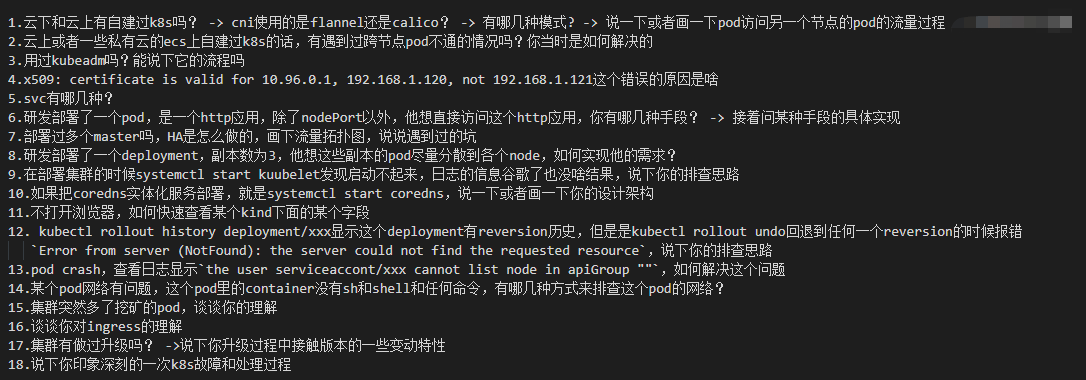 1.云下和云上有自建过k8s吗? -> cni使用的是flannel还是calico? -> 有哪几种模式? -> 说一下或者画一下pod访问另一个节点的pod的流量过程
2.云上或者一些私有云的ecs上自建过k8s的话，有遇到过跨节点pod不通的情况吗? 你当时是如何解决的
3.用过kubeadm吗? 能说下它的流程吗
4.x509: certificate is valid for 10.96.0.1, 192.168.1.120, not 192.168.1.121这个错误的原因是啥
5.svc有哪几种?
6.研发部署了一个pod，是一个http应用，除了nodePort以外，他想直接访问这个http应用，你有哪几种手段? -> 接着问某种手段的具体实现
7.部署过多个master吗，HA是怎么做的，画下流量拓扑图，说说遇到过的坑
8.研发部署了一个deployment，副本数为3，他想这些副本的pod尽量分散到各个node，如何实现他的需求?
9.在部署集群的时候systemctl start kuubelet发现启动不起来，日志的信息谷歌了也没啥结果，说下你的排查思路
10.如果把coredns实体化服务部署，就是systemctl start coredns，说一下或者画一下你的设计架构
11.不打开浏览器，如何快速查看某个kind下面的某个字段
12. kubectl rollout history deployment/xxx显示这个deployment有reversion历史，但是是kubectl rollout undo回退到任何一个reversion的时候报错
`Error from server (NotFound): the server could not find the requested resource`，说下你的排查思路
13.pod crash，查看日志显示`the user serviceaccont/xxx cannot list node in apiGroup ""`，如何解决这个问题
14.某个pod网络有问题，这个pod里的container没有sh和shell和任何命令，有哪几种方式来排查这个pod的网络?
15.集群突然多了挖矿的pod，谈谈你的理解
16.谈谈你对ingress的理解
17.集群有做过升级吗? ->说下你升级过程中接触版本的一些变动特性
18.说下你印象深刻的一次k8s故障和处理过程